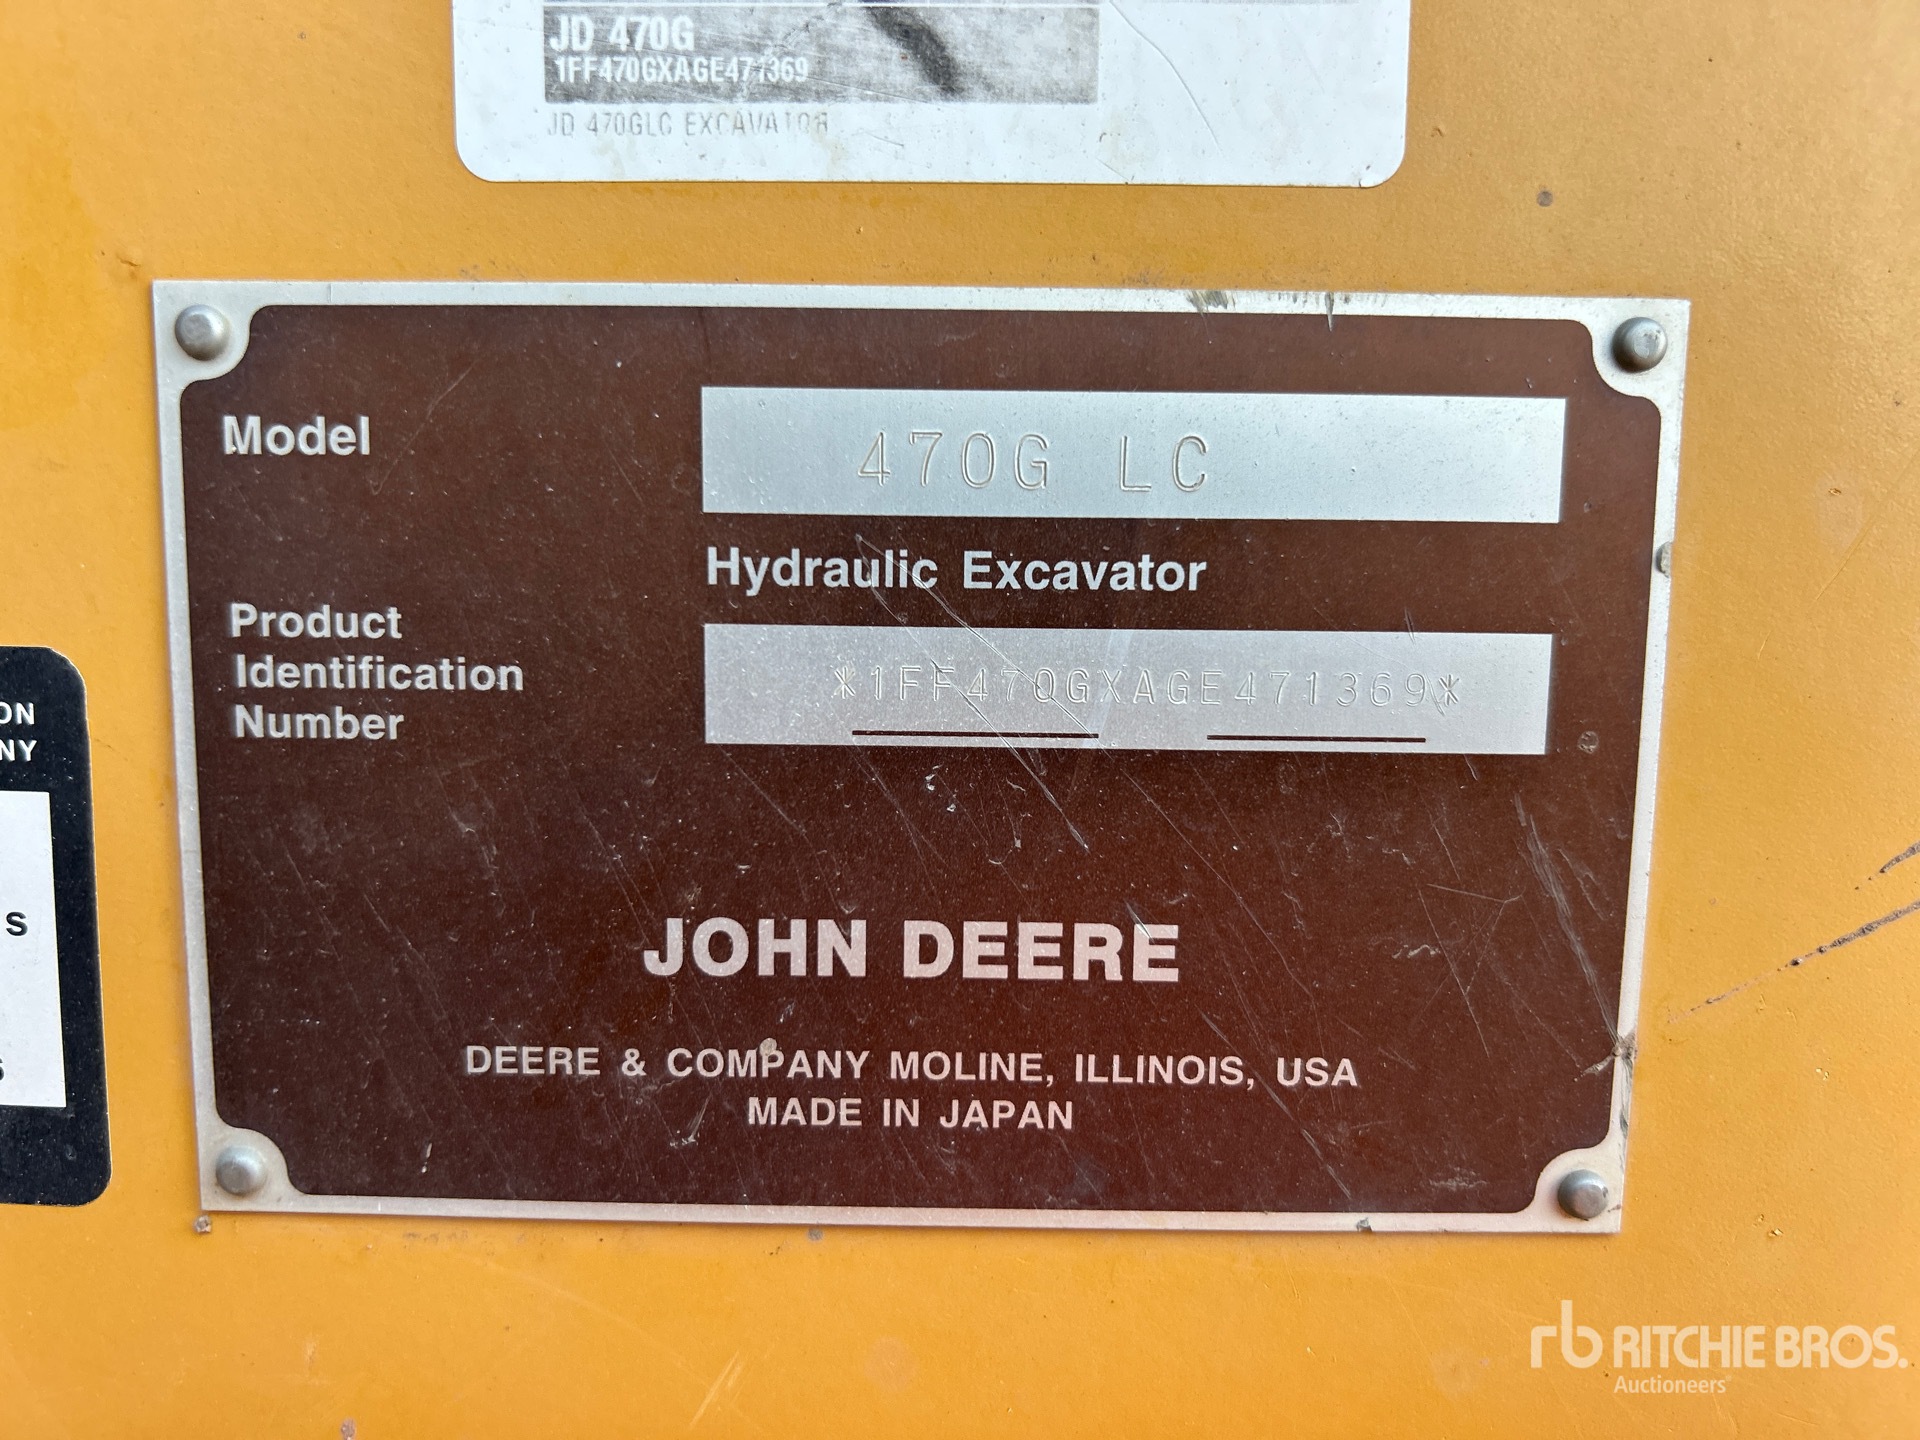 JD 470G
1FF470GXAGE471369
JD 470GLC EXCAVATOR
Model
470G LC
Hydraulic Excavator
Product
Identification
Number
*1FF470GXAGE471369*
ON
NY
S
S
JOHN DEERE
DEERE & COMPANY MOLINE, ILLINOIS, USA
MADE IN JAPAN
rb RITCHIE BROS.
Auctioneers